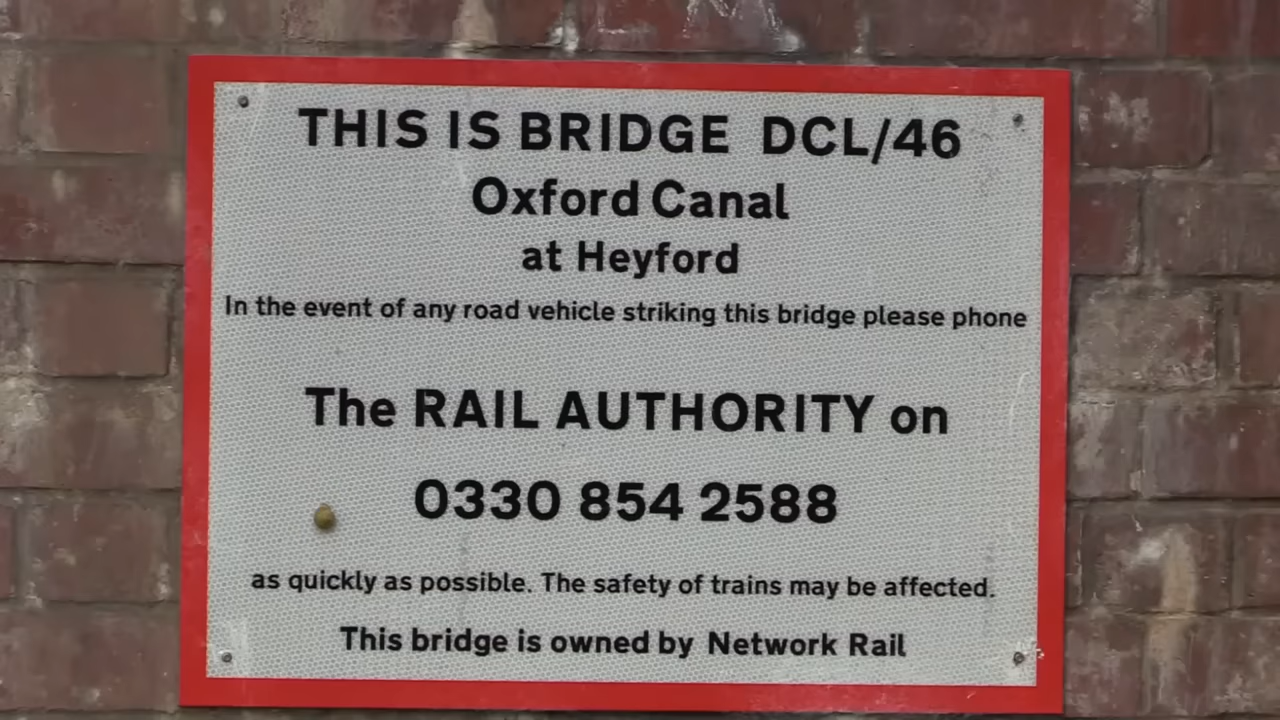 THIS IS BRIDGE DCL/46
Oxford Canal
at Heyford
In the event of any road vehicle striking this bridge please phone
The RAIL AUTHORITY on
0330 854 2588
as quickly as possible. The safety of trains may be affected.
This bridge is owned by Network Rail